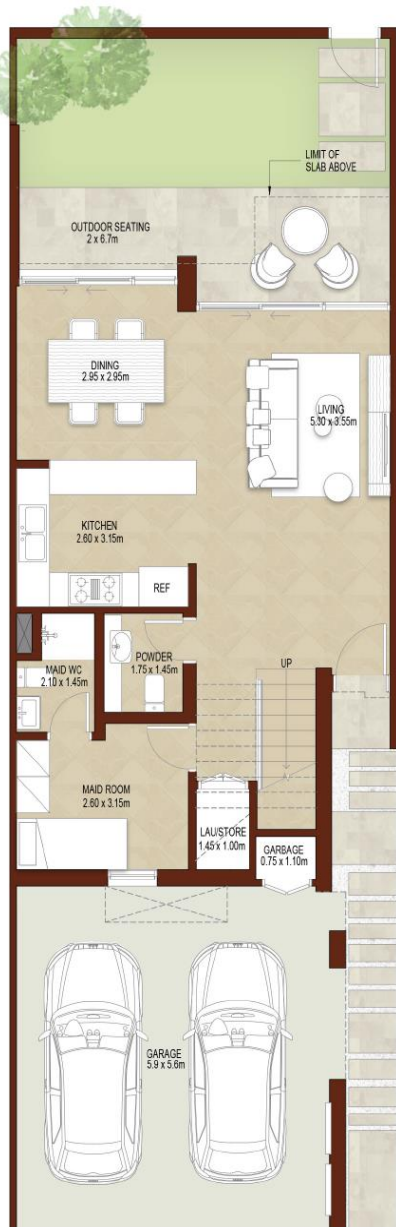 LIMIT OF
SLAB ABOVE
OUTDOOR SEATING
2 x 6.7m
DINING
2.95 x 2.95m
LIVING
5.30 x 3.55m
KITCHEN
2.60 x 3.15m
REF
POWDER
1.75 x 1.45m
MAID WC
2.10 x 1.45m
UP
MAID ROOM
2.60 x 3.15m
LAU/STORE
1.45 x 1.00m
GARBAGE
0.75 x 1.10m
GARAGE
5.9 x 5.6m